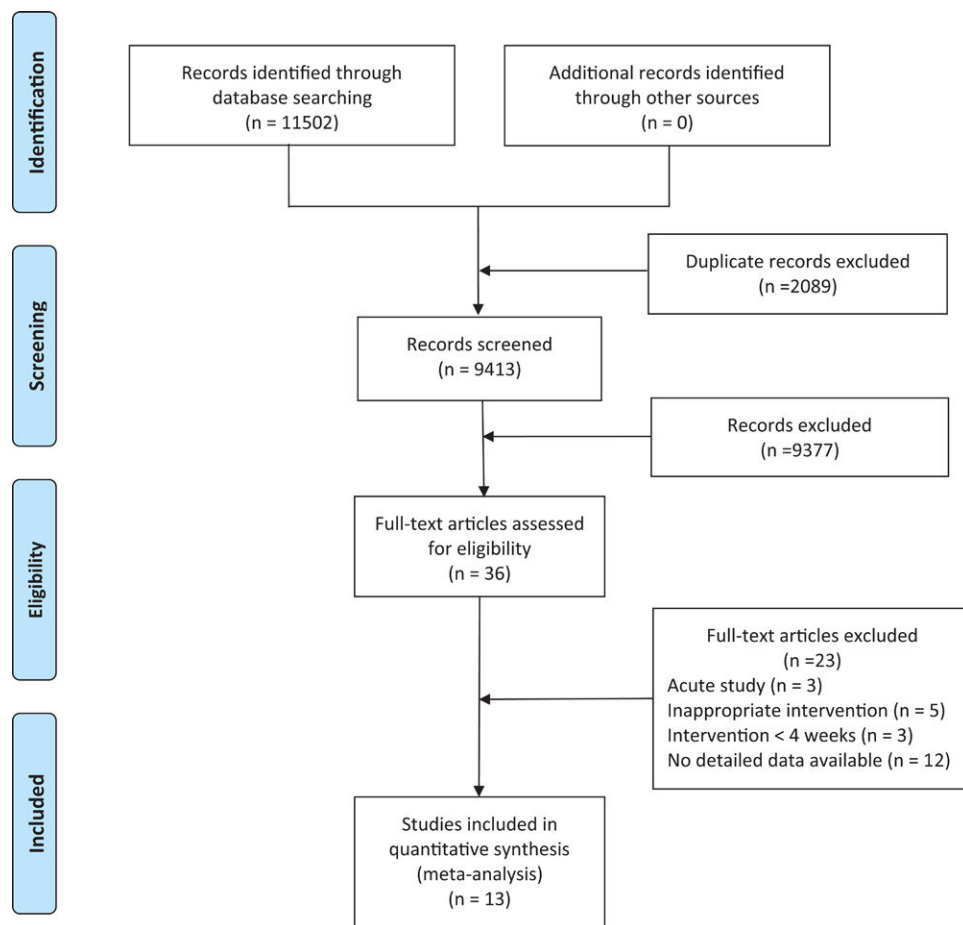 Identification
Records identified through
database searching
(n = 11502)
Additional records identified
through other sources
(n = 0)
Screening
Duplicate records excluded
(n =2089)
Records screened
(n = 9413)
Records excluded
(n =9377)
Eligibility
Full-text articles assessed
for eligibility
(n = 36)
Full-text articles excluded
(n =23)
Acute study (n = 3)
Inappropriate intervention (n = 5)
Intervention < 4 weeks (n = 3)
No detailed data available (n = 12)
Included
Studies included in
quantitative synthesis
(meta-analysis)
n = 13)